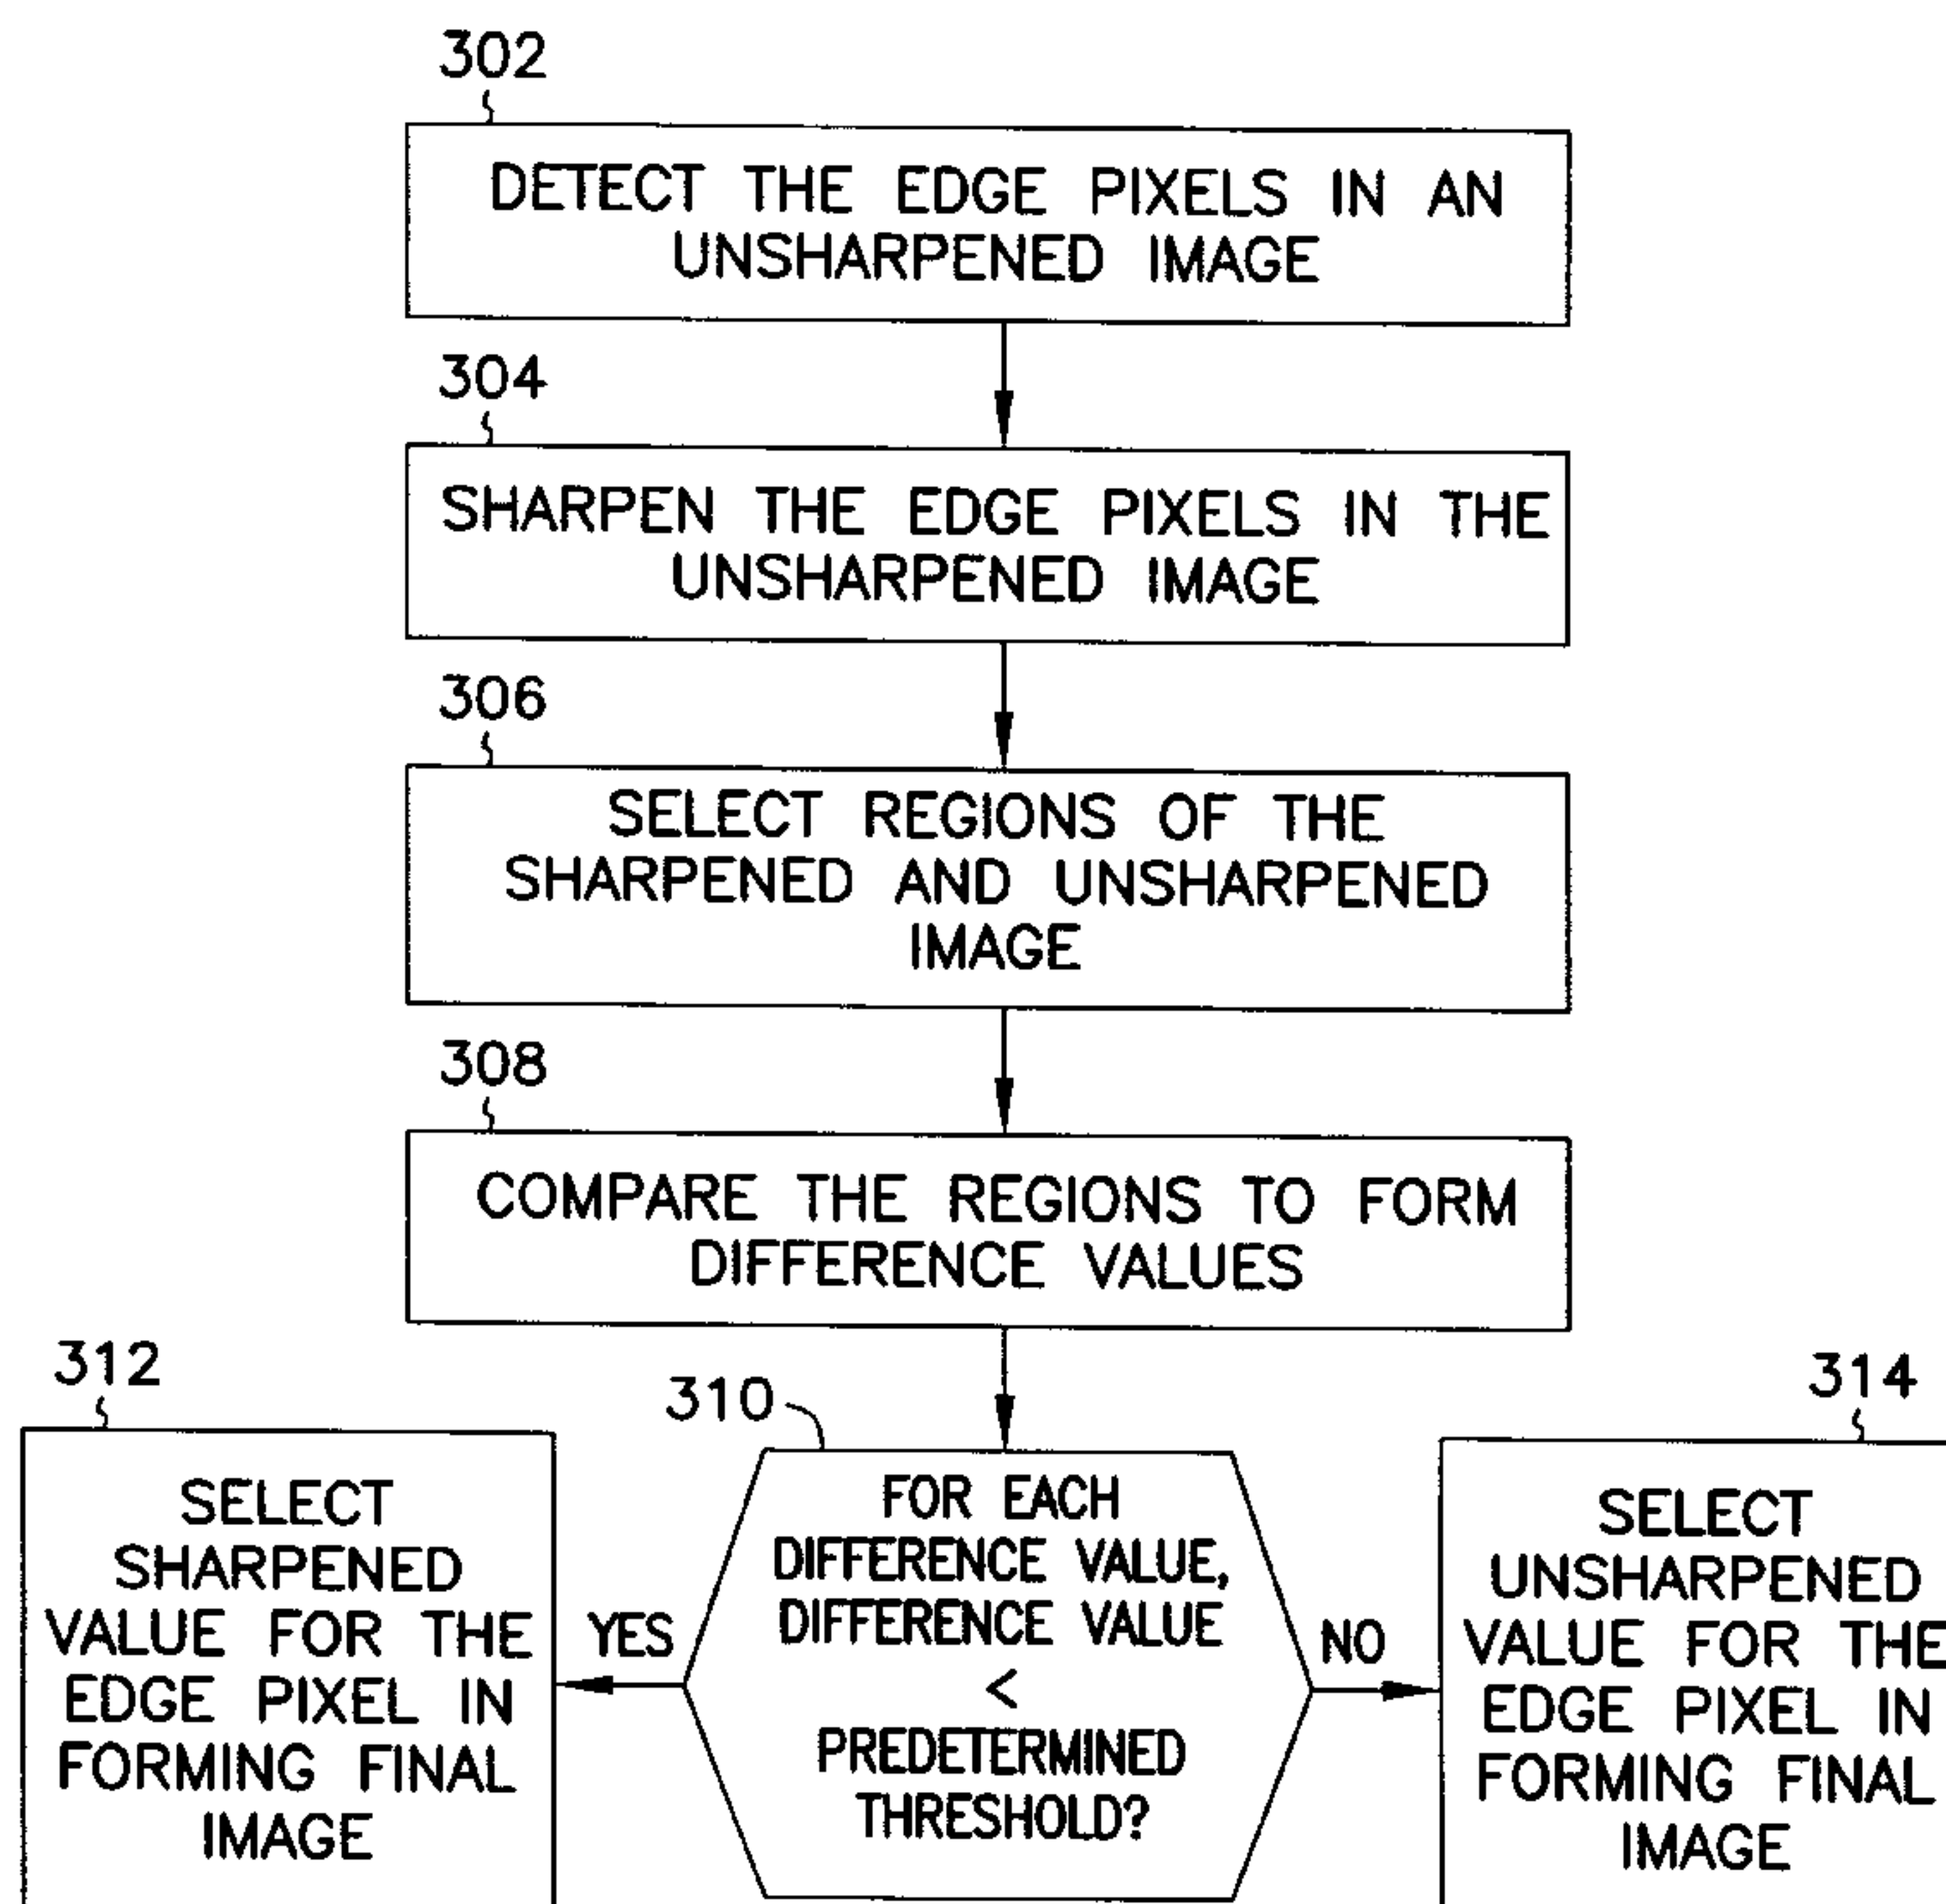 302
DETECT THE EDGE PIXELS IN AN
UNSHARPENED IMAGE
304
SHARPEN THE EDGE PIXELS IN THE
UNSHARPENED IMAGE
306
SELECT REGIONS OF THE
SHARPENED AND UNSHARPENED
IMAGE
308
COMPARE THE REGIONS TO FORM
DIFFERENCE VALUES
312
SELECT
SHARPENED
VALUE FOR THE
EDGE PIXEL IN
FORMING FINAL
IMAGE
YES
310
FOR EACH
DIFFERENCE VALUE,
DIFFERENCE VALUE
<
PREDETERMINED
THRESHOLD?
NO
314
SELECT
UNSHARPENED
VALUE FOR THE
EDGE PIXEL IN
FORMING FINAL
IMAGE